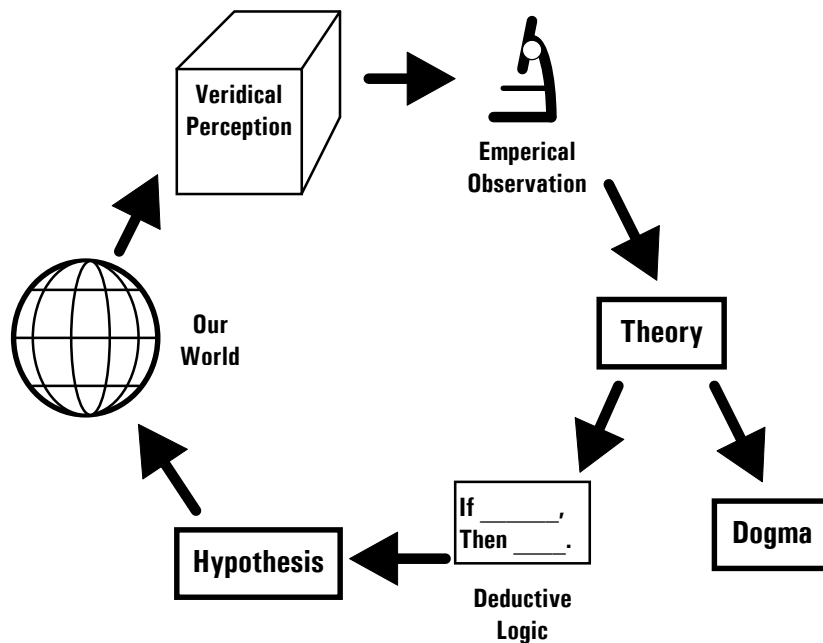 Veridical
Perception
Emperical
Observation
Our
World
Theory
If ______,
Then ____.
Dogma
Hypothesis
Deductive
Logic